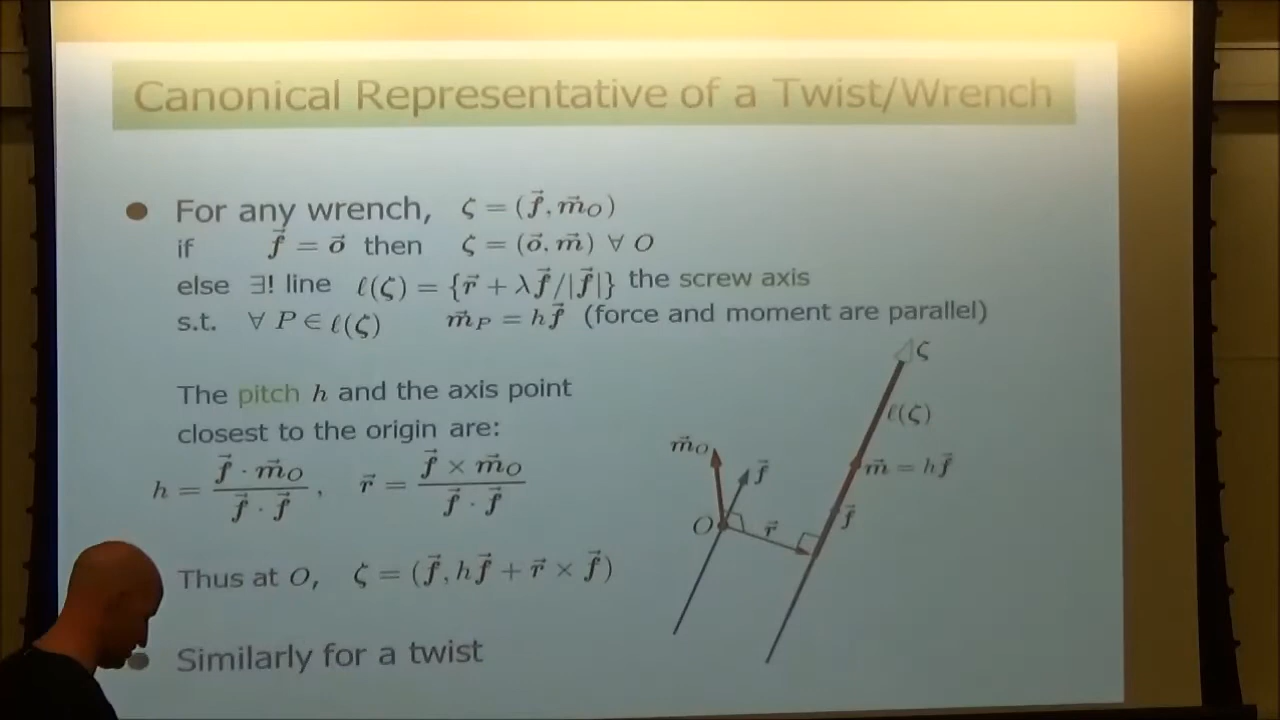 Canonical Representative of a Twist/Wrench
For any wrench, ζ = (f⃗, m⃗_O)
if f⃗ = o⃗ then ζ = (o⃗, m⃗) ∀ O
else ∃! line ℓ(ζ) = {r⃗ + λf⃗/|f⃗|} the screw axis
s.t. ∀ P ∈ ℓ(ζ) m⃗_P = hf⃗ (force and moment are parallel)
The pitch h and the axis point
closest to the origin are:
h = f⃗ · m⃗_O / f⃗ · f⃗ , r⃗ = f⃗ × m⃗_O / f⃗ · f⃗
Thus at O, ζ = (f⃗, hf⃗ + r⃗ × f⃗)
Similarly for a twist
ζ
ℓ(ζ)
m⃗_O
f⃗
m⃗ = hf⃗
O
r⃗
f⃗